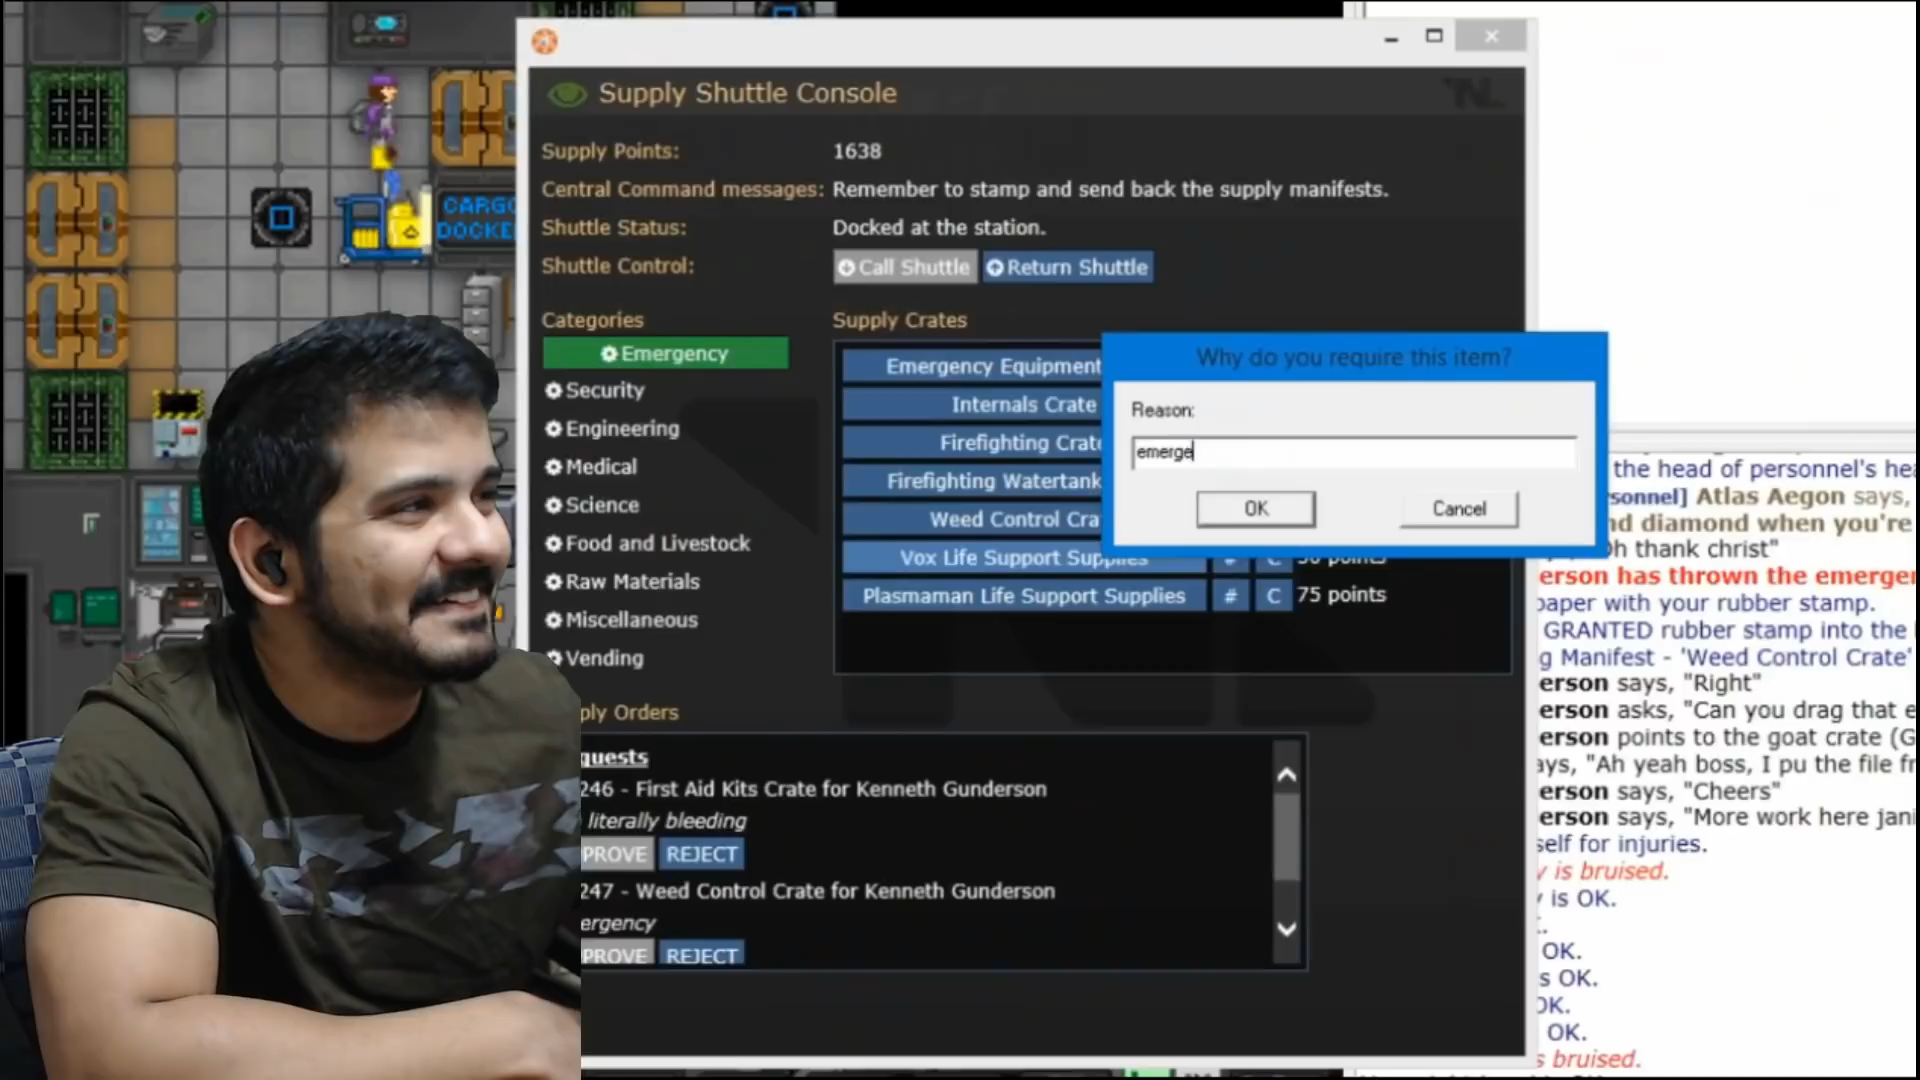 Supply Shuttle Console
Supply Points: 1638
Central Command messages: Remember to stamp and send back the supply manifests.
Shuttle Status: Docked at the station.
Shuttle Control: Call Shuttle Return Shuttle
CARGO
DOCKE
Categories
Emergency
Security
Engineering
Medical
Science
Food and Livestock
Raw Materials
Miscellaneous
Vending
Supply Crates
Emergency Equipment
Internals Crate
Firefighting Crate
Firefighting Watertank
Weed Control Cra
Vox Life Support Supplies # C 50 points
Plasmaman Life Support Supplies # C 75 points
Why do you require this item?
Reason:
emerge
OK Cancel
ply Orders
quests
246 - First Aid Kits Crate for Kenneth Gunderson
literally bleeding
PROVE REJECT
247 - Weed Control Crate for Kenneth Gunderson
ergency
PROVE REJECT
the head of personnel's hea
sonnel] Atlas Aegon says,
nd diamond when you're
Oh thank christ"
erson has thrown the emerger
paper with your rubber stamp.
GRANTED rubber stamp into the
g Manifest - 'Weed Control Crate'
erson says, "Right"
erson asks, "Can you drag that e
erson points to the goat crate (G
ays, "Ah yeah boss, I pu the file fr
erson says, "Cheers"
erson says, "More work here jani
self for injuries.
y is bruised.
y is OK.
OK.
s OK.
OK.
OK.
s bruised.